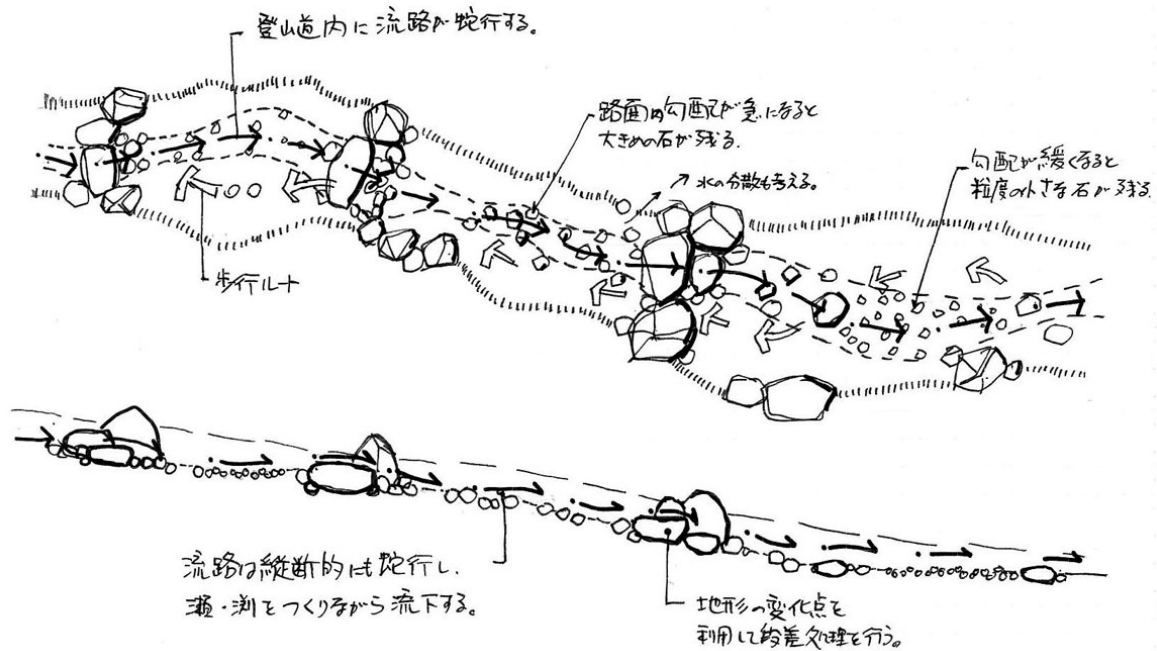 登山道内に流路が蛇行する。
路面の勾配が急になると
大きめの石が残る.
勾配が緩くなると
粒度の小さな石が残る.
水の分散も考える。
歩行ルート
流路は縦断的にも蛇行し、
瀬・渕をつくりながら流下する。
地形の変化点を
利用して段差処理を行う。